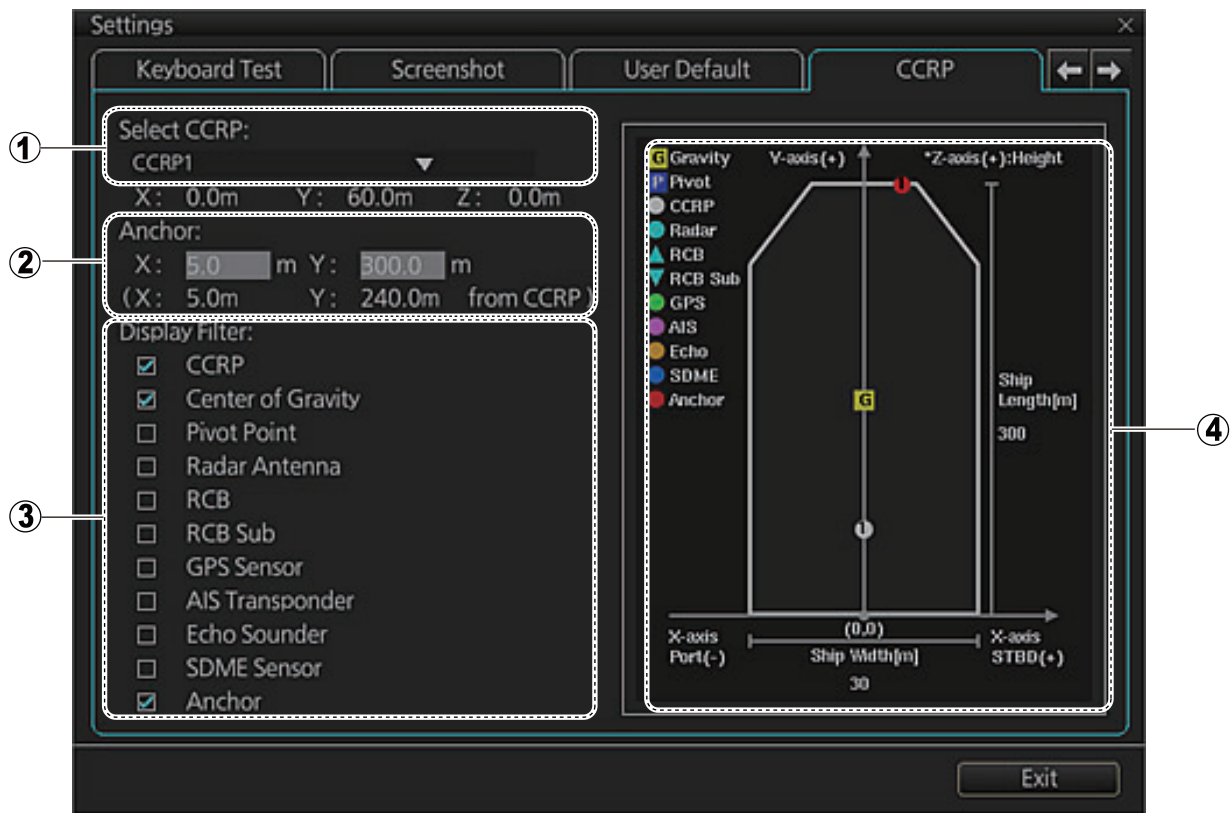 Settings
Keyboard Test
Screenshot
User Default
CCRP
1
Select CCRP:
CCRP1
X: 0.0m Y: 60.0m Z: 0.0m
2
Anchor:
X: 5.0 m Y: 300.0 m
(X: 5.0m Y: 240.0m from CCRP)
3
Display Filter:
CCRP
Center of Gravity
Pivot Point
Radar Antenna
RCB
RCB Sub
GPS Sensor
AIS Transponder
Echo Sounder
SDME Sensor
Anchor
G Gravity
P Pivot
CCRP
Radar
RCB
RCB Sub
GPS
AIS
Echo
SDME
Anchor
Y-axis(+)
*Z-axis(+):Height
1
G
1
Ship
Length[m]
300
4
(0,0)
X-axis
Port(-)
Ship Width[m]
30
X-axis
STBD(+)
Exit